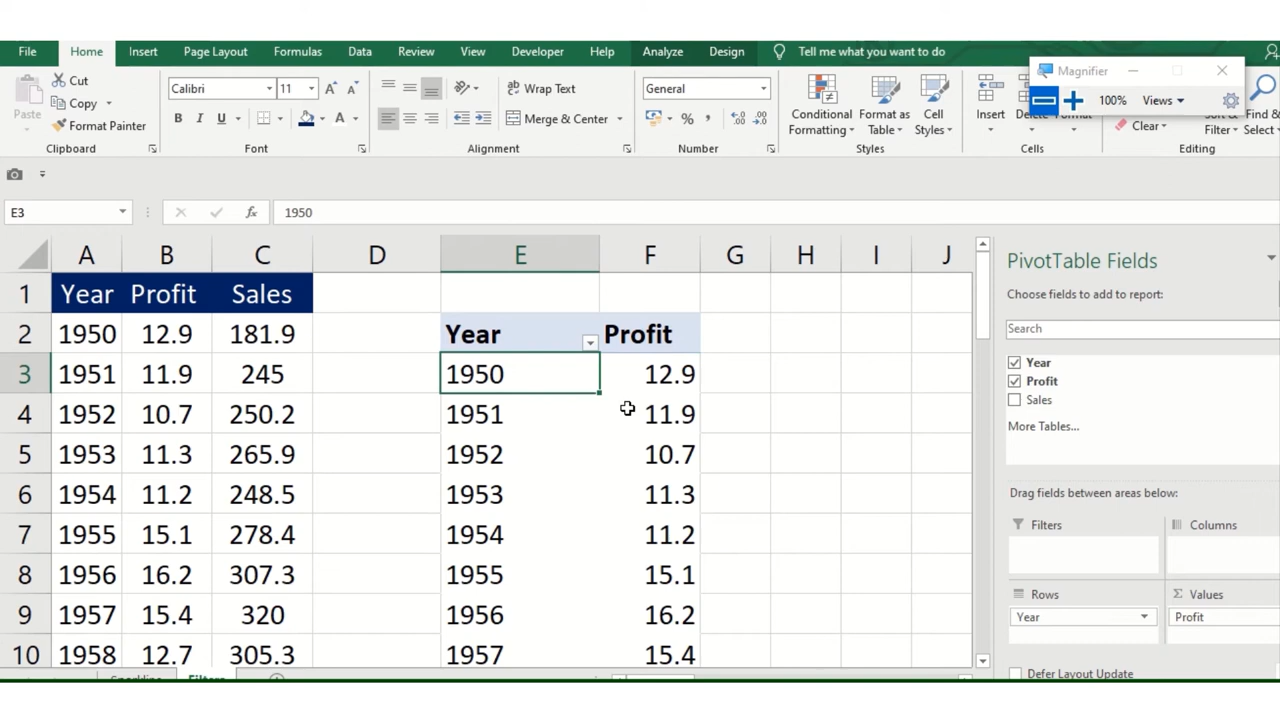 File Home Insert Page Layout Formulas Data Review View Developer Help Analyze Design Tell me what you want to do
Magnifier
100% Views
Paste
Cut
Copy
Format Painter
Clipboard
Calibri 11
B I U
Font
Wrap Text
Merge & Center
Alignment
General
Number
Conditional Formatting
Format as Table
Cell Styles
Styles
Insert Delete Format
Cells
Clear
Sort & Filter
Find & Select
Editing
E3 fx 1950
A B C D E F G H I J
1 Year Profit Sales
2 1950 12.9 181.9 Year Profit
3 1951 11.9 245 1950 12.9
4 1952 10.7 250.2 1951 11.9
5 1953 11.3 265.9 1952 10.7
6 1954 11.2 248.5 1953 11.3
7 1955 15.1 278.4 1954 11.2
8 1956 16.2 307.3 1955 15.1
9 1957 15.4 320 1956 16.2
10 1958 12.7 305.3 1957 15.4
Filters
PivotTable Fields
Choose fields to add to report:
Search
Year
Profit
Sales
More Tables...
Drag fields between areas below:
Filters Columns
Rows Σ Values
Year Profit
Defer Layout Update